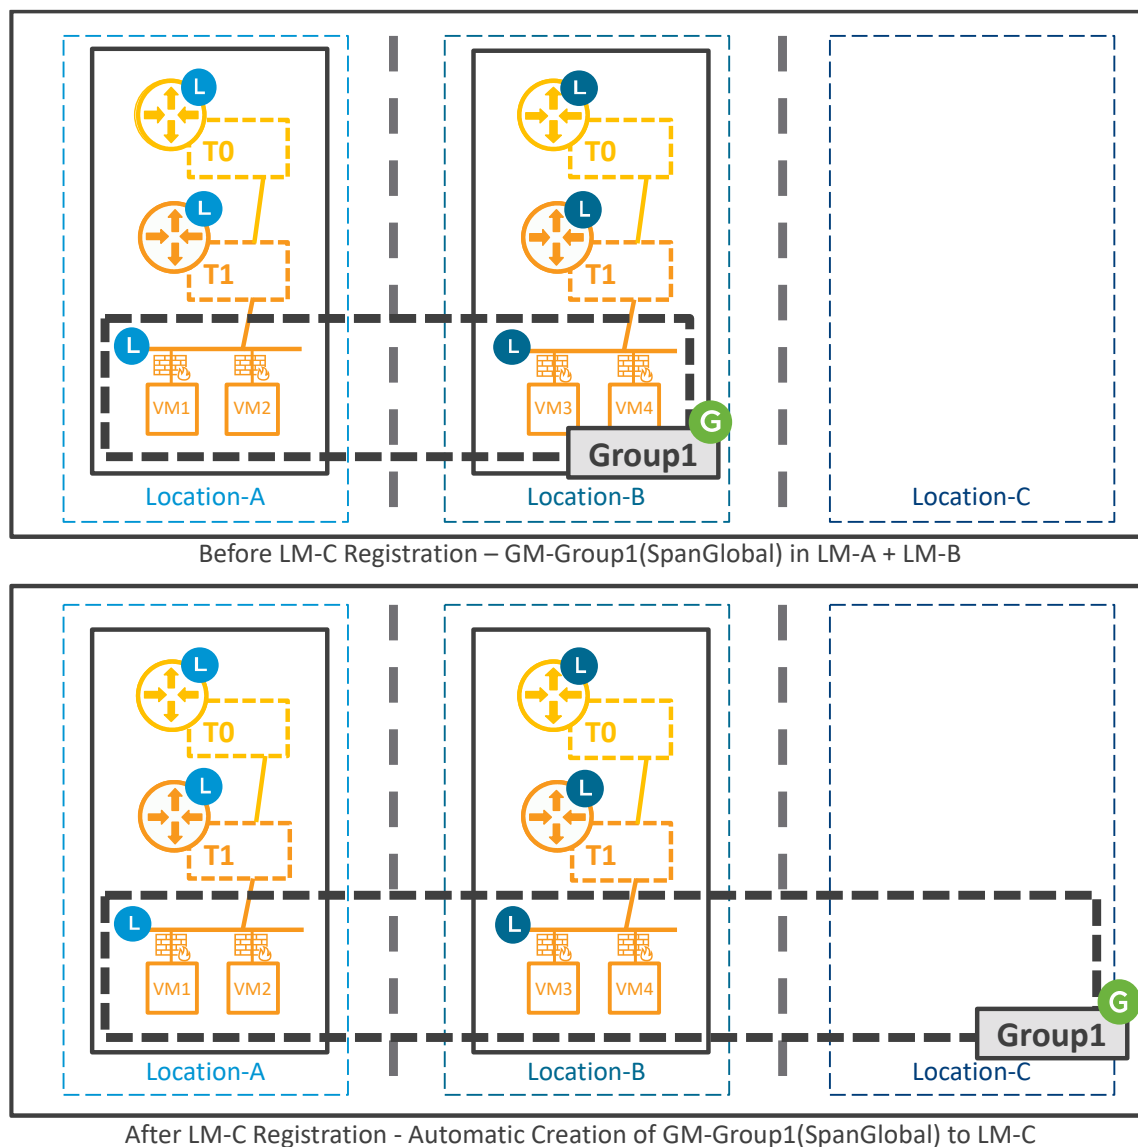 L
L
T0
T0
L
L
T1
T1
L
L
VM1
VM2
VM3
VM4
G
Group1
Location-A
Location-B
Location-C
Before LM-C Registration – GM-Group1(SpanGlobal) in LM-A + LM-B
L
L
T0
T0
L
L
T1
T1
L
L
VM1
VM2
VM3
VM4
G
Group1
Location-A
Location-B
Location-C
After LM-C Registration - Automatic Creation of GM-Group1(SpanGlobal) to LM-C